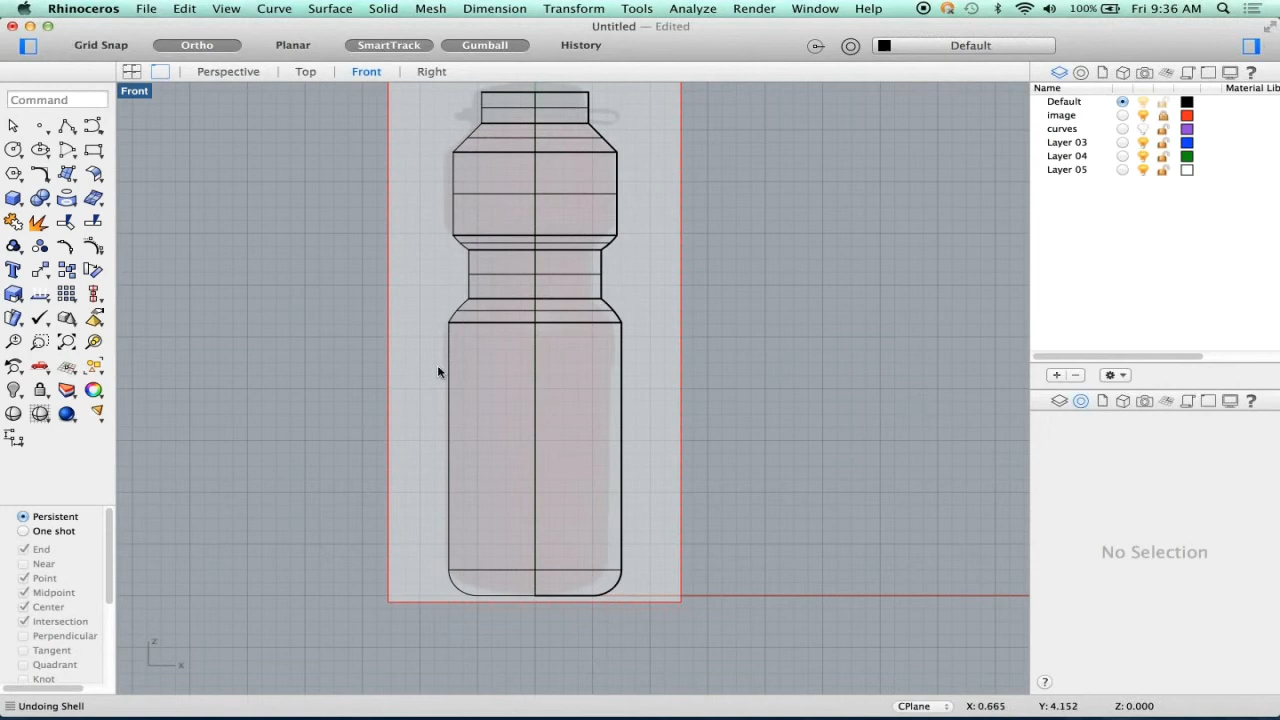 Rhinoceros File Edit View Curve Surface Solid Mesh Dimension Transform Tools Analyze Render Window Help 100% Fri 9:36 AM
Untitled — Edited
Grid Snap Ortho Planar SmartTrack Gumball History Default
Perspective Top Front Right
Name Material Lib
Front
Command
Default
image
curves
Layer 03
Layer 04
Layer 05
Persistent
One shot
End
Near
Point
Midpoint
Center
Intersection
Perpendicular
Tangent
Quadrant
Knot
No Selection
z
x
Undoing Shell CPlane X: 0.665 Y: 4.152 Z: 0.000